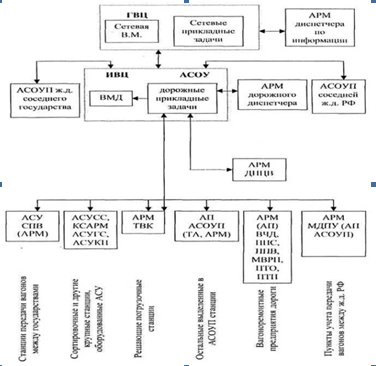 ГВЦ
Сетевая
В.М.
Сетевые
прикладные
задачи
АРМ
диспетчера
по
информации
АСОУП ж.д.
соседнего
государства
ИВЦ АСОУ
ВМД
дорожные
прикладные
задачи
АРМ
дорожного
диспетчера
АСОУП
соседней
ж.д. РФ
АРМ
ДНЦВ
АСУ
СПВ
(АРМ)
АСУСС,
КСАРМ
АСУГС,
АСУКП
АРМ
ТВК
АП
АСОУП
(ТА, АРМ)
АРМ
(АП)
ВЧД,
ППС,
ППВ,
МВРП,
ПТО,
ПТП
АРМ
МДПУ (АП
АСОУП)
Станции передачи вагонов
между государствами
Сортировочные и другие
крупные станции,
оборудованные АСУ
Решающие погрузочные
станции
Остальные выделенные в
АСОУП станции
Вагоноремонтные
предприятия дороги
Пункты учета передачи
вагонов между ж.д. РФ